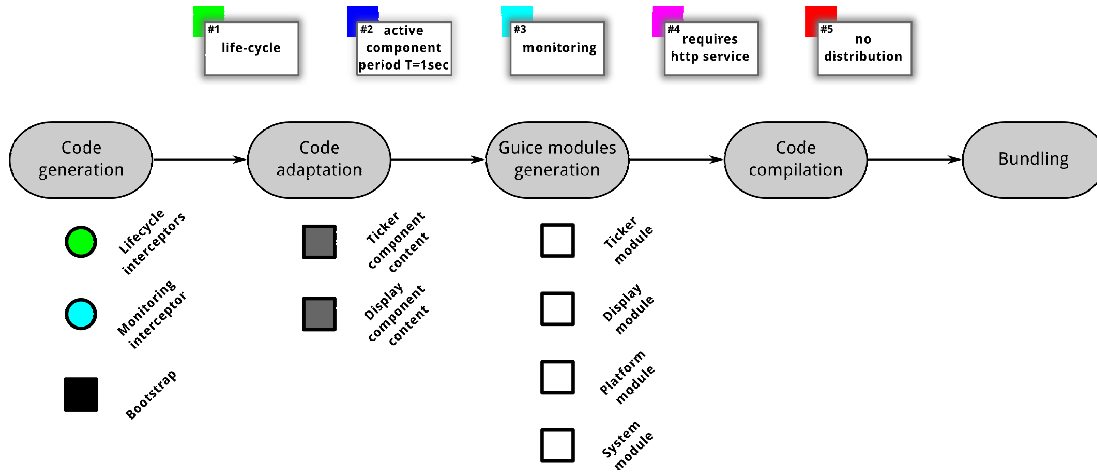 #1
life-cycle
#2 active
component
period T=1sec
#3
monitoring
#4
requires
http service
#5
no
distribution
Code
generation
Code
adaptation
Guice modules
generation
Code
compilation
Bundling
Lifecycle
interceptors
Monitoring
interceptor
Bootstrap
Ticker
component
content
Display
component
content
Ticker
module
Display
module
Platform
module
System
module